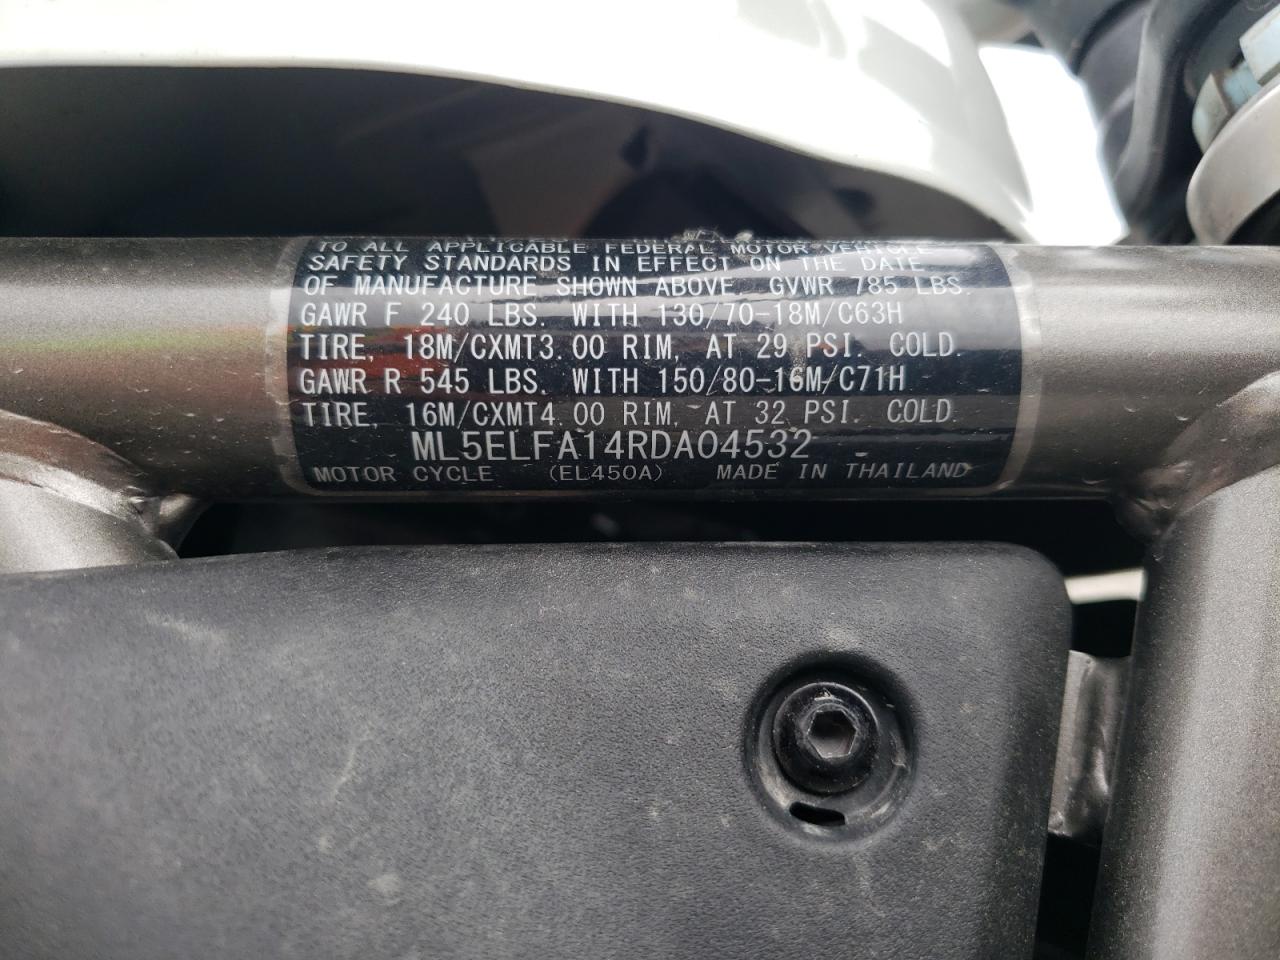 TO ALL APPLICABLE FEDERAL MOTOR VEHICLE
SAFETY STANDARDS IN EFFECT ON THE DATE
OF MANUFACTURE SHOWN ABOVE. GVWR 785 LBS.
GAWR F 240 LBS. WITH 130/70-18M/C63H
TIRE, 18M/CXMT3.00 RIM, AT 29 PSI. COLD.
GAWR R 545 LBS. WITH 150/80-16M/C71H
TIRE, 16M/CXMT4.00 RIM, AT 32 PSI. COLD.
ML5ELFA14RDA04532
MOTOR CYCLE (EL450A) MADE IN THAILAND